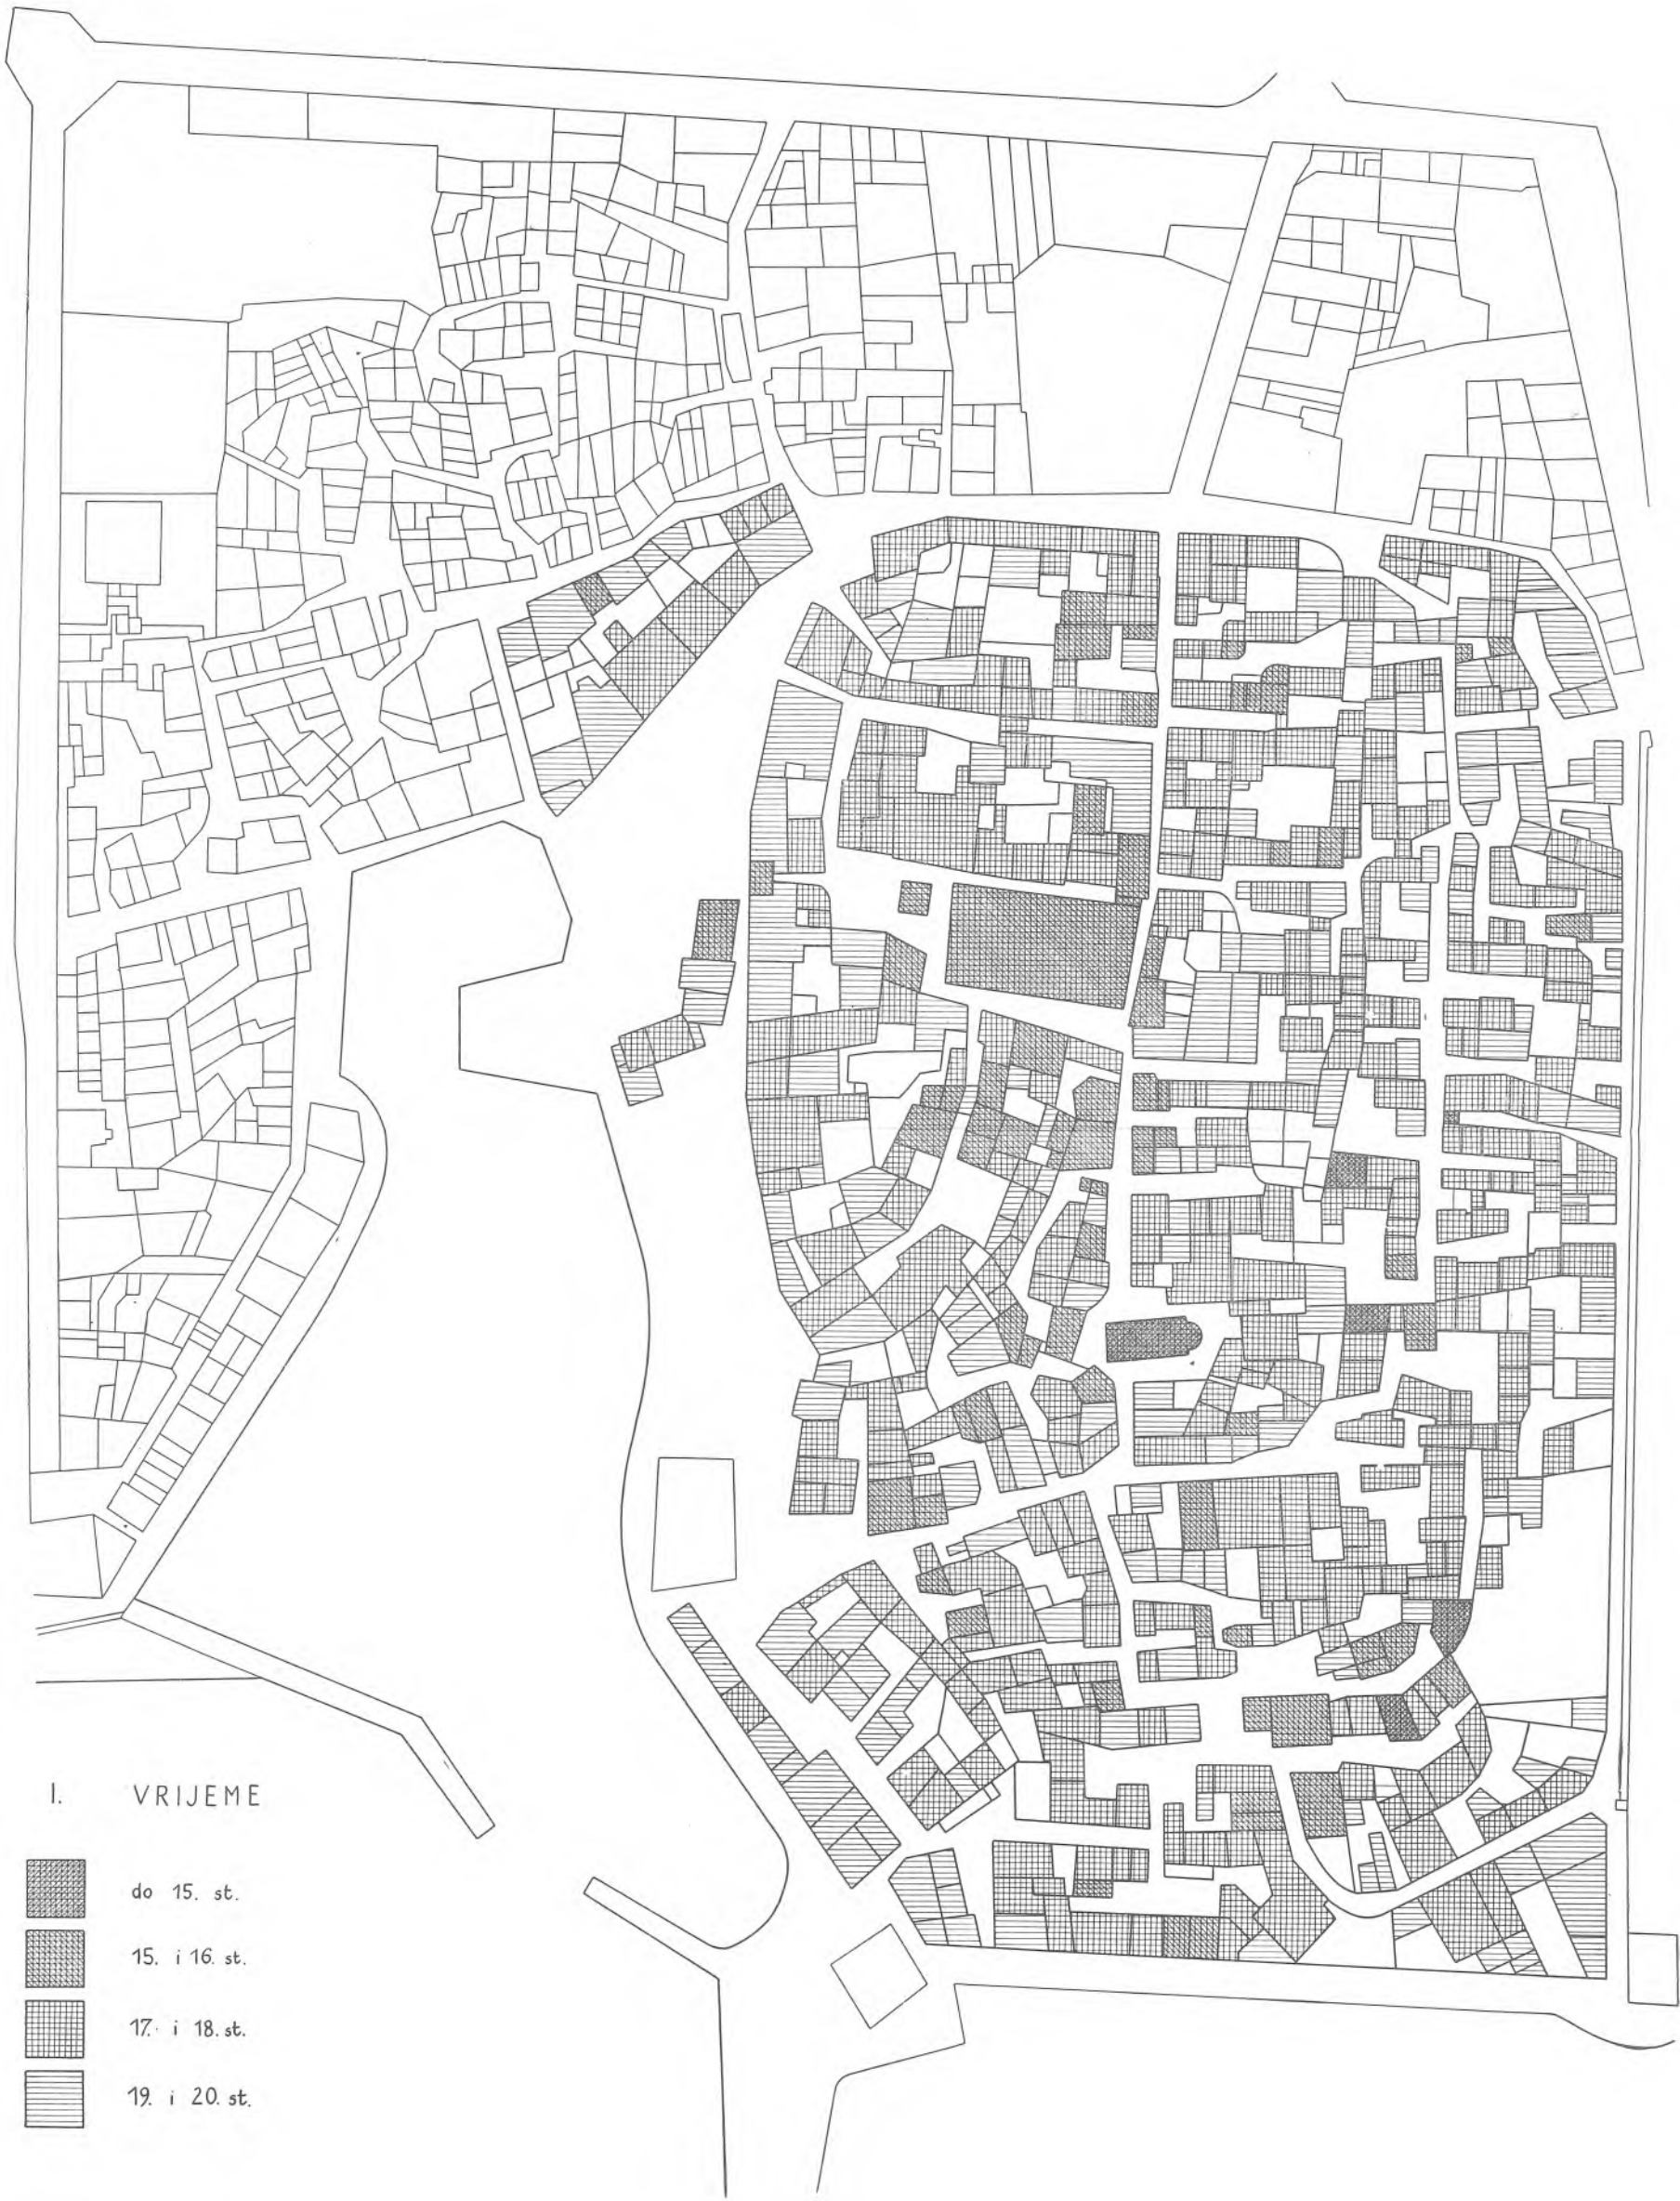 I. VRIJEME
do 15. st.
15. i 16. st.
17. i 18. st.
19. i 20. st.